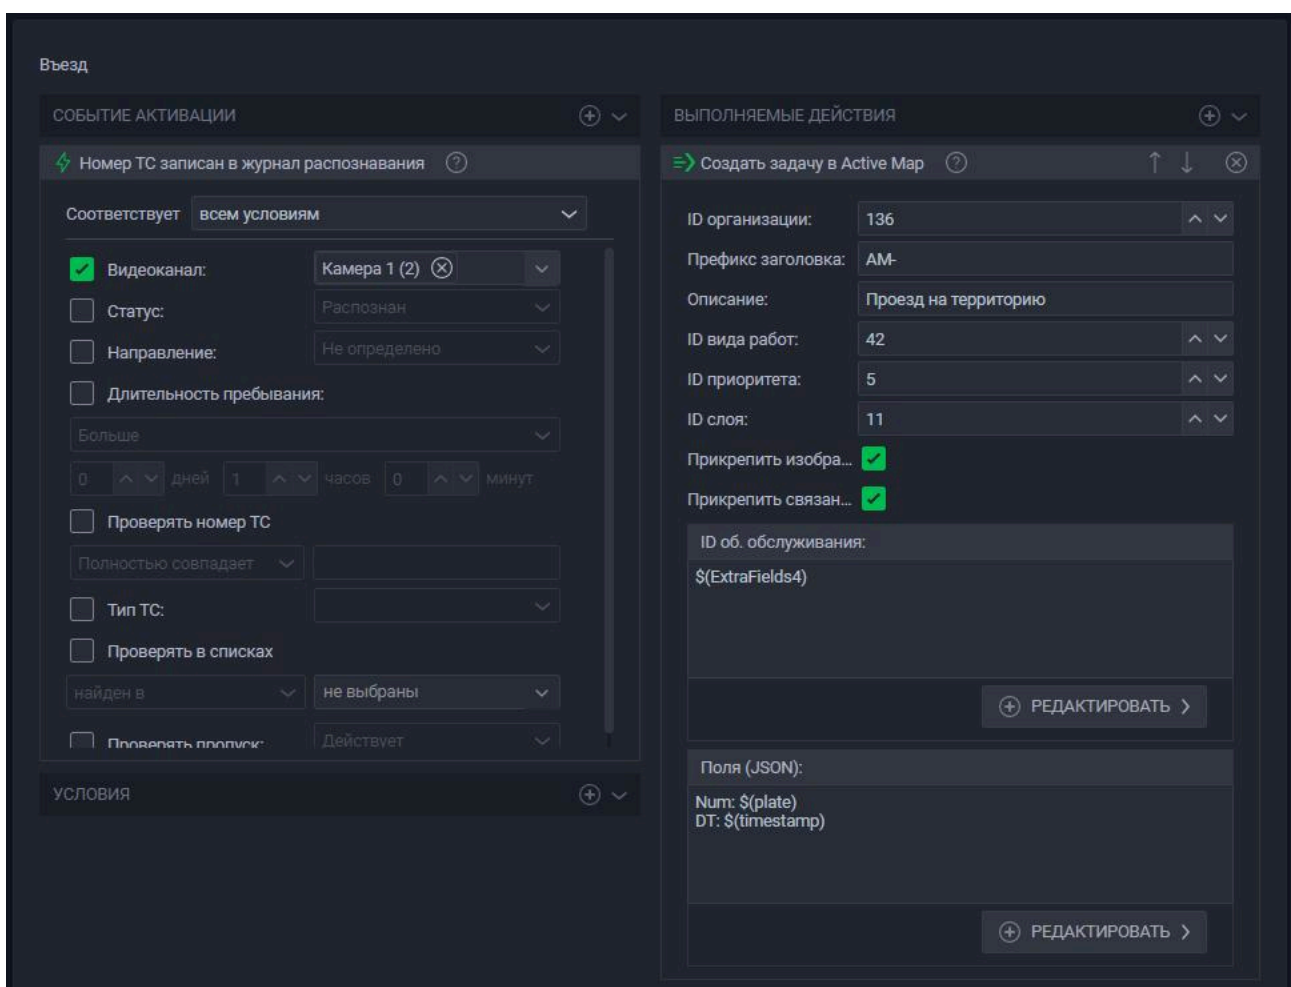 Въезд
СОБЫТИЕ АКТИВАЦИИ
Номер ТС записан в журнал распознавания
Соответствует всем условиям
Видеоканал: Камера 1 (2)
Статус: Распознан
Направление: Не определено
Длительность пребывания:
Больше
0 дней 1 часов 0 минут
Проверять номер ТС
Полностью совпадает
Тип ТС:
Проверять в списках
найден в не выбраны
Проверять пропуск: Действует
УСЛОВИЯ
ВЫПОЛНЯЕМЫЕ ДЕЙСТВИЯ
Создать задачу в Active Map
ID организации: 136
Префикс заголовка: AM-
Описание: Проезд на территорию
ID вида работ: 42
ID приоритета: 5
ID слоя: 11
Прикрепить изобра...
Прикрепить связан...
ID об. обслуживания:
$(ExtraFields4)
РЕДАКТИРОВАТЬ
Поля (JSON):
Num: $(plate)
DT: $(timestamp)
РЕДАКТИРОВАТЬ